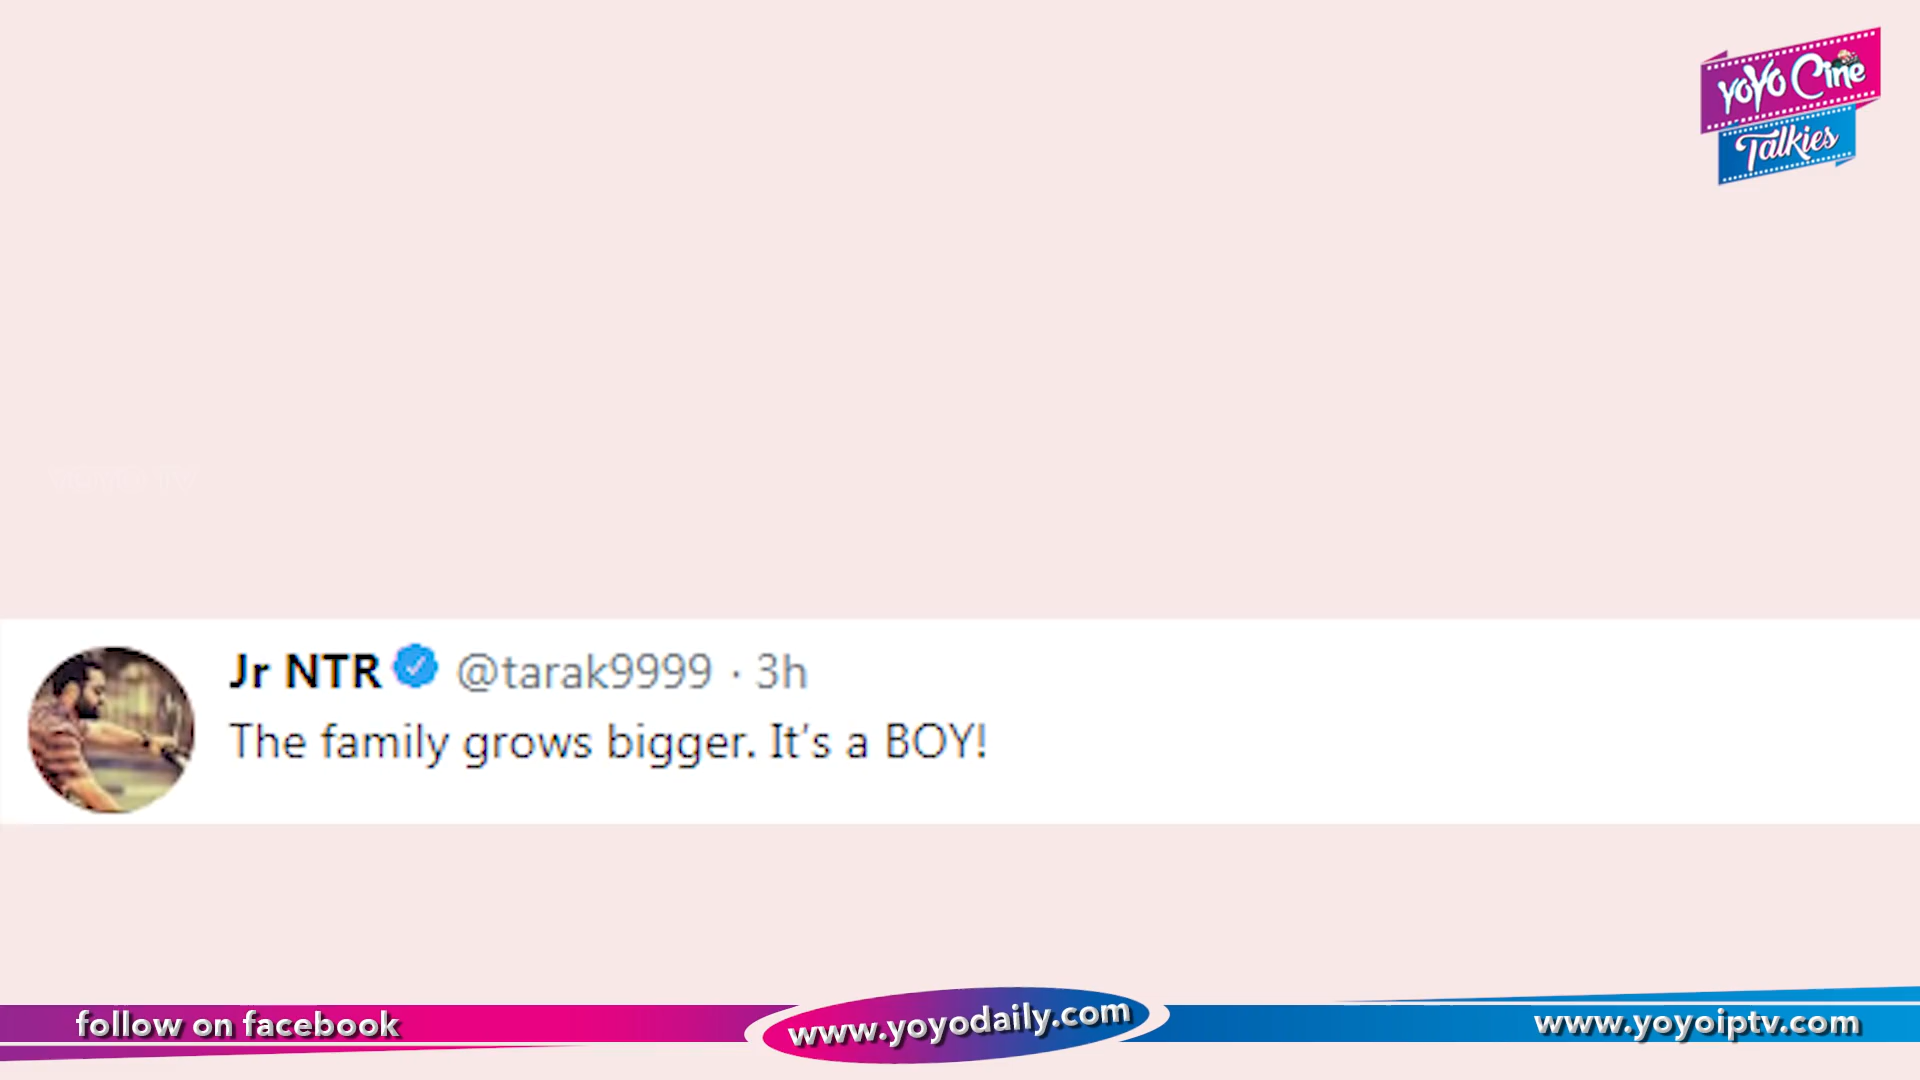 YoYo Cine
Talkies
Jr NTR @tarak9999 · 3h
The family grows bigger. It's a BOY!
follow on facebook
www.yoyodaily.com
www.yoyoiptv.com